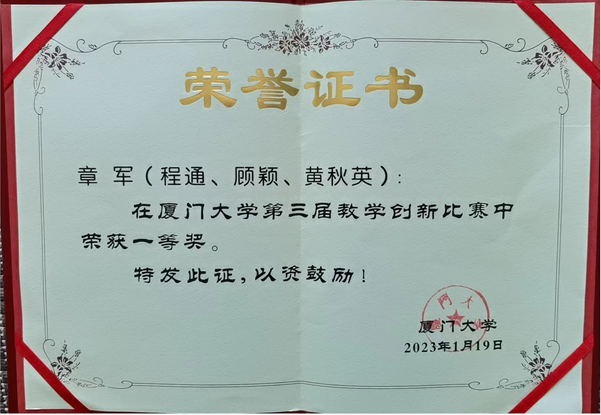 荣誉证书
章 军（程通、顾颖、黄秋英）：
在厦门大学第三届教学创新比赛中
荣获一等奖。
特发此证，以资鼓励！
厦门大学
2023年1月19日